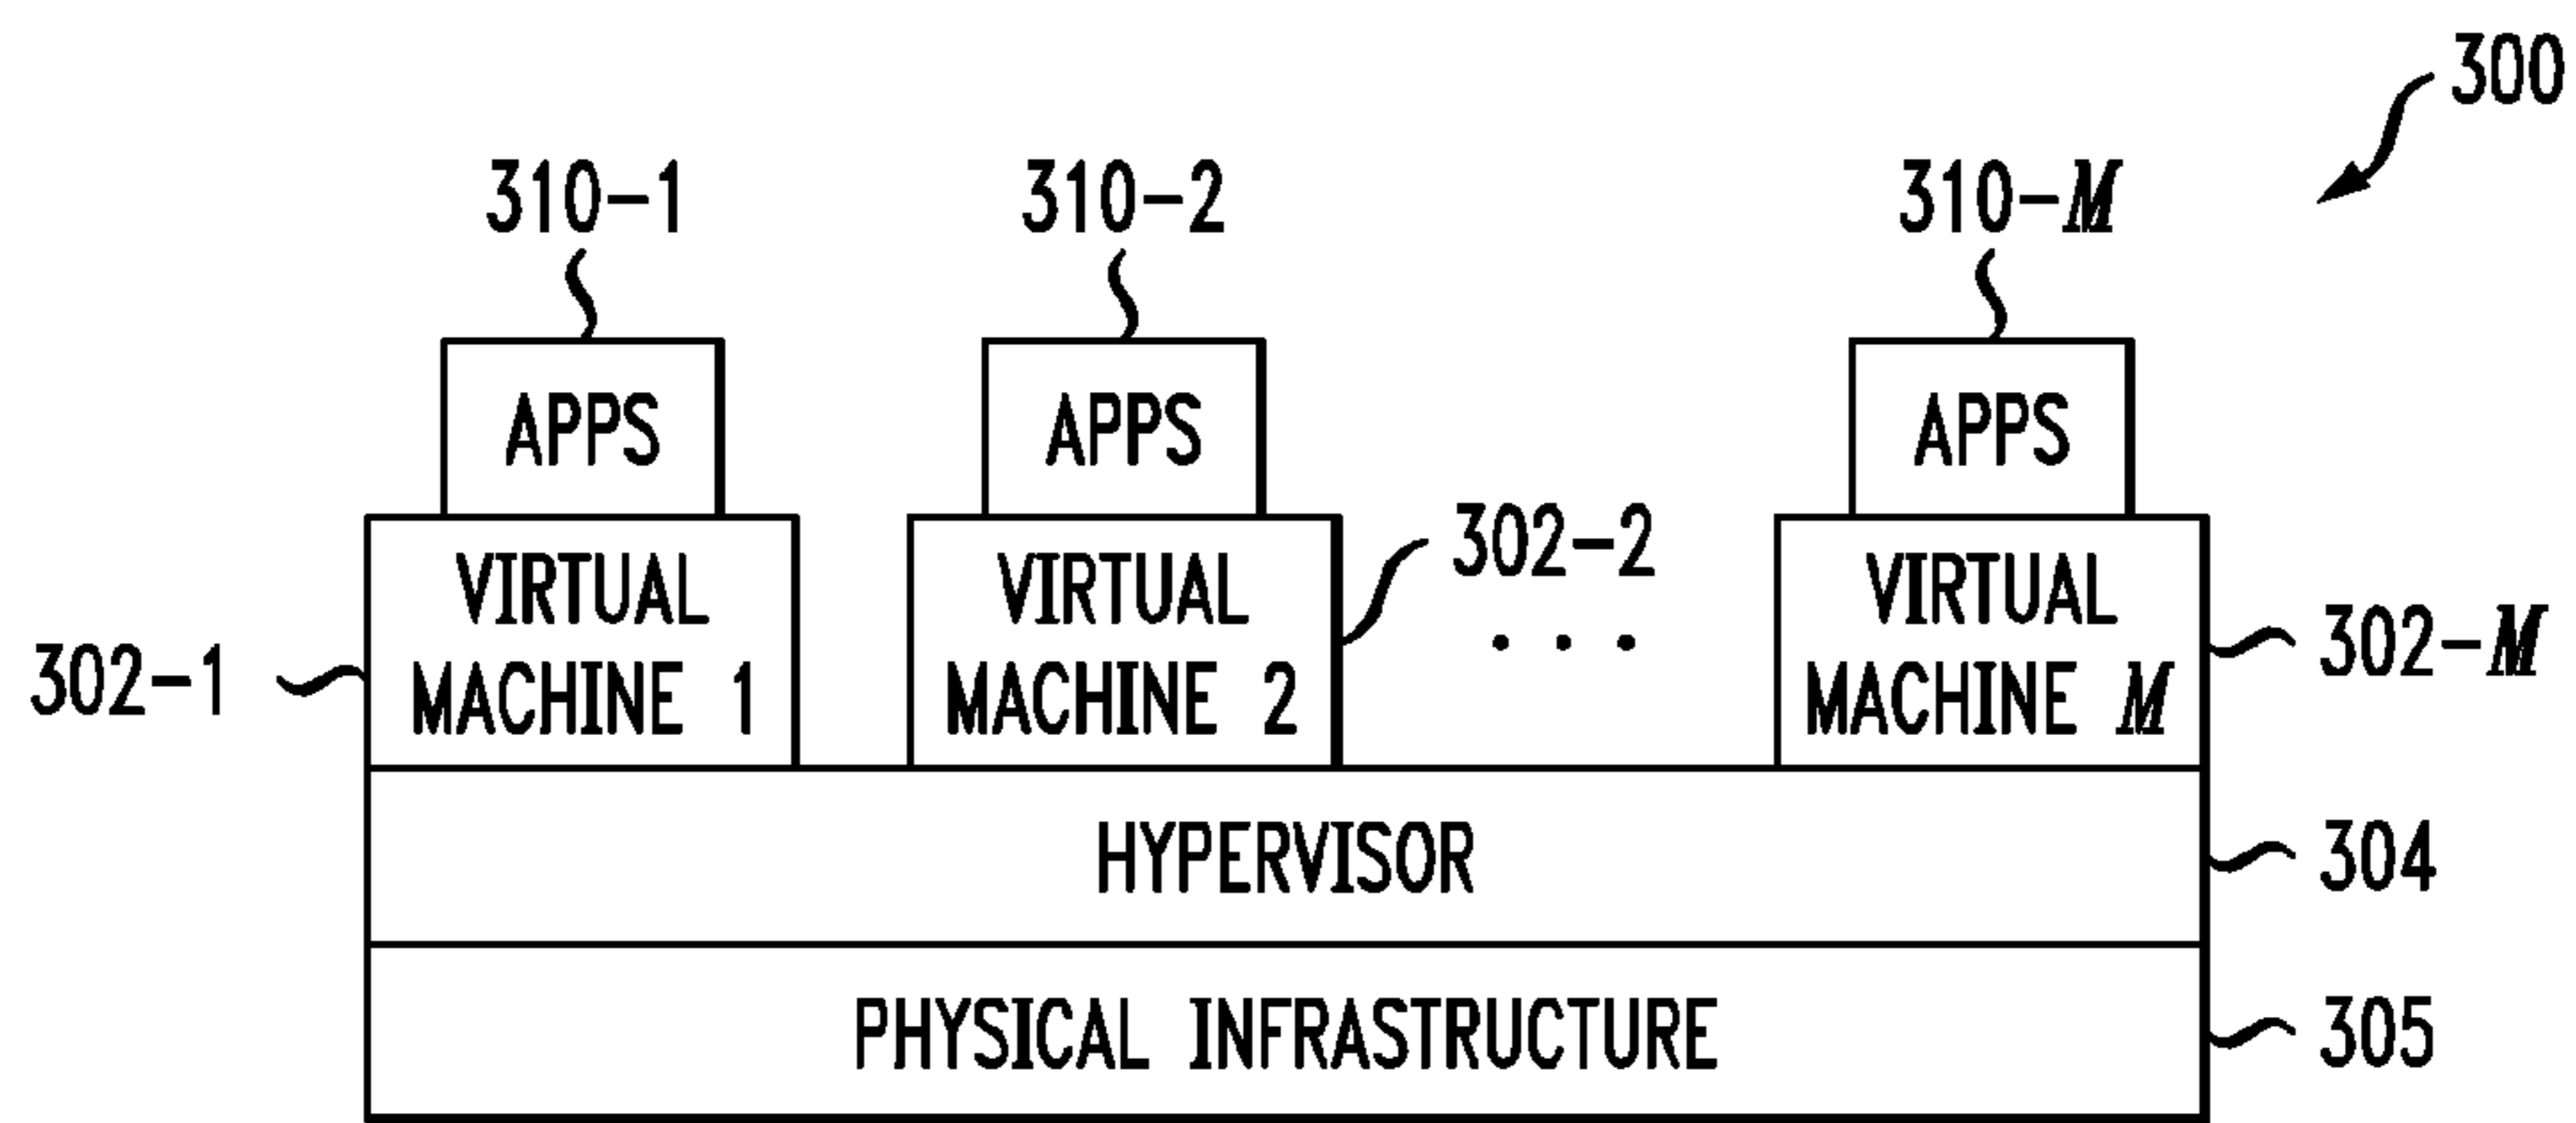 300
310-1
310-2
310-M
APPS
APPS
APPS
302-1
VIRTUAL
MACHINE 1
VIRTUAL
MACHINE 2
302-2
. . .
VIRTUAL
MACHINE M
302-M
HYPERVISOR
304
PHYSICAL INFRASTRUCTURE
305